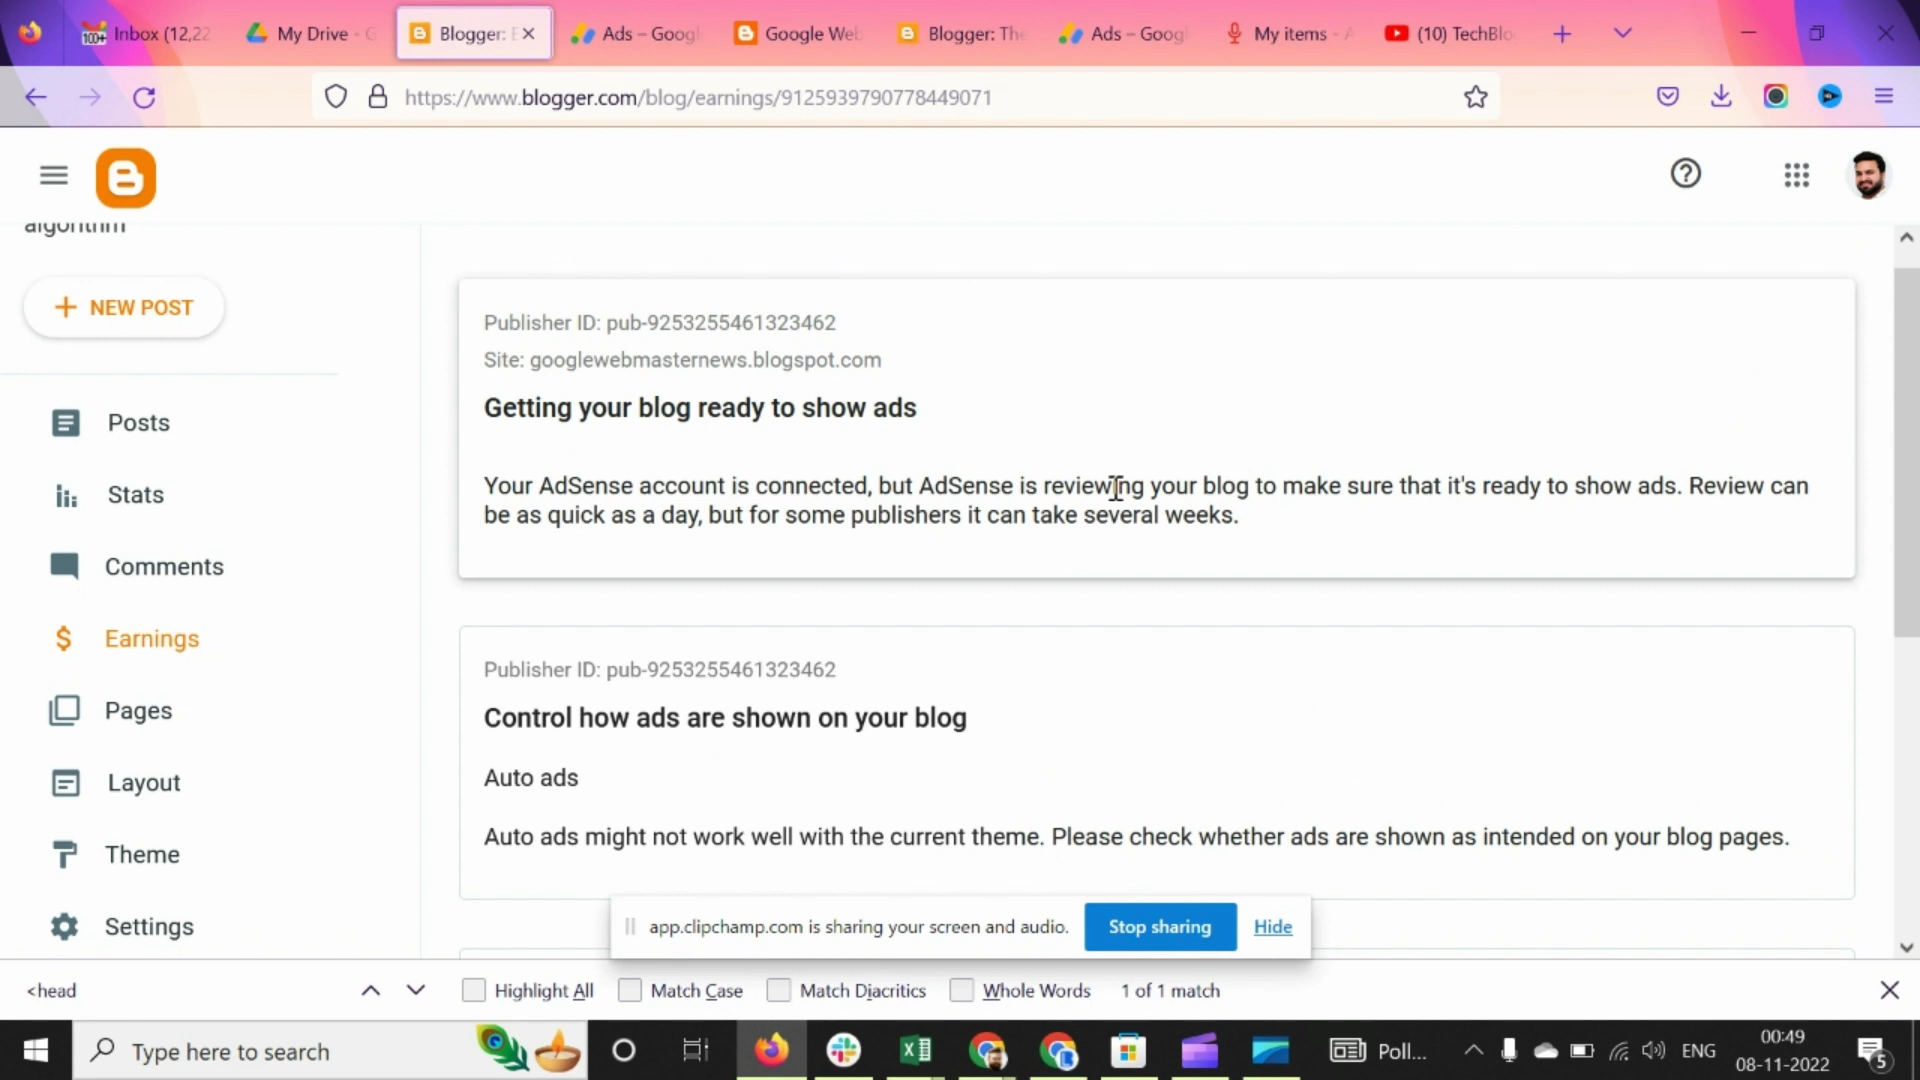 Inbox (12,22
My Drive - G
Blogger: E
Ads – Googl
Google Web
Blogger: The
Ads – Googl
My items - A
(10) TechBlo
https://www.blogger.com/blog/earnings/9125939790778449071
algorithm
NEW POST
Posts
Stats
Comments
Earnings
Pages
Layout
Theme
Settings
Publisher ID: pub-9253255461323462
Site: googlewebmasternews.blogspot.com
Getting your blog ready to show ads
Your AdSense account is connected, but AdSense is reviewing your blog to make sure that it's ready to show ads. Review can
be as quick as a day, but for some publishers it can take several weeks.
Publisher ID: pub-9253255461323462
Control how ads are shown on your blog
Auto ads
Auto ads might not work well with the current theme. Please check whether ads are shown as intended on your blog pages.
app.clipchamp.com is sharing your screen and audio.
Stop sharing
Hide
<head
Highlight All
Match Case
Match Diacritics
Whole Words
1 of 1 match
Type here to search
Poll...
ENG
00:49
08-11-2022
5
100+